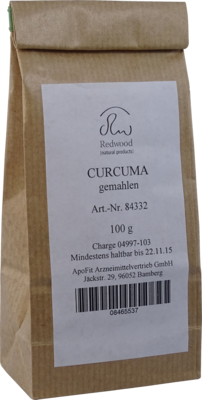 Redwood
[natural products]
CURCUMA
gemahlen
Art.-Nr. 84332
100 g
Charge 04997-103
Mindestens haltbar bis 22.11.15
ApoFit Arzneimittelvertrieb GmbH
Jäckstr. 29, 96052 Bamberg
08465537